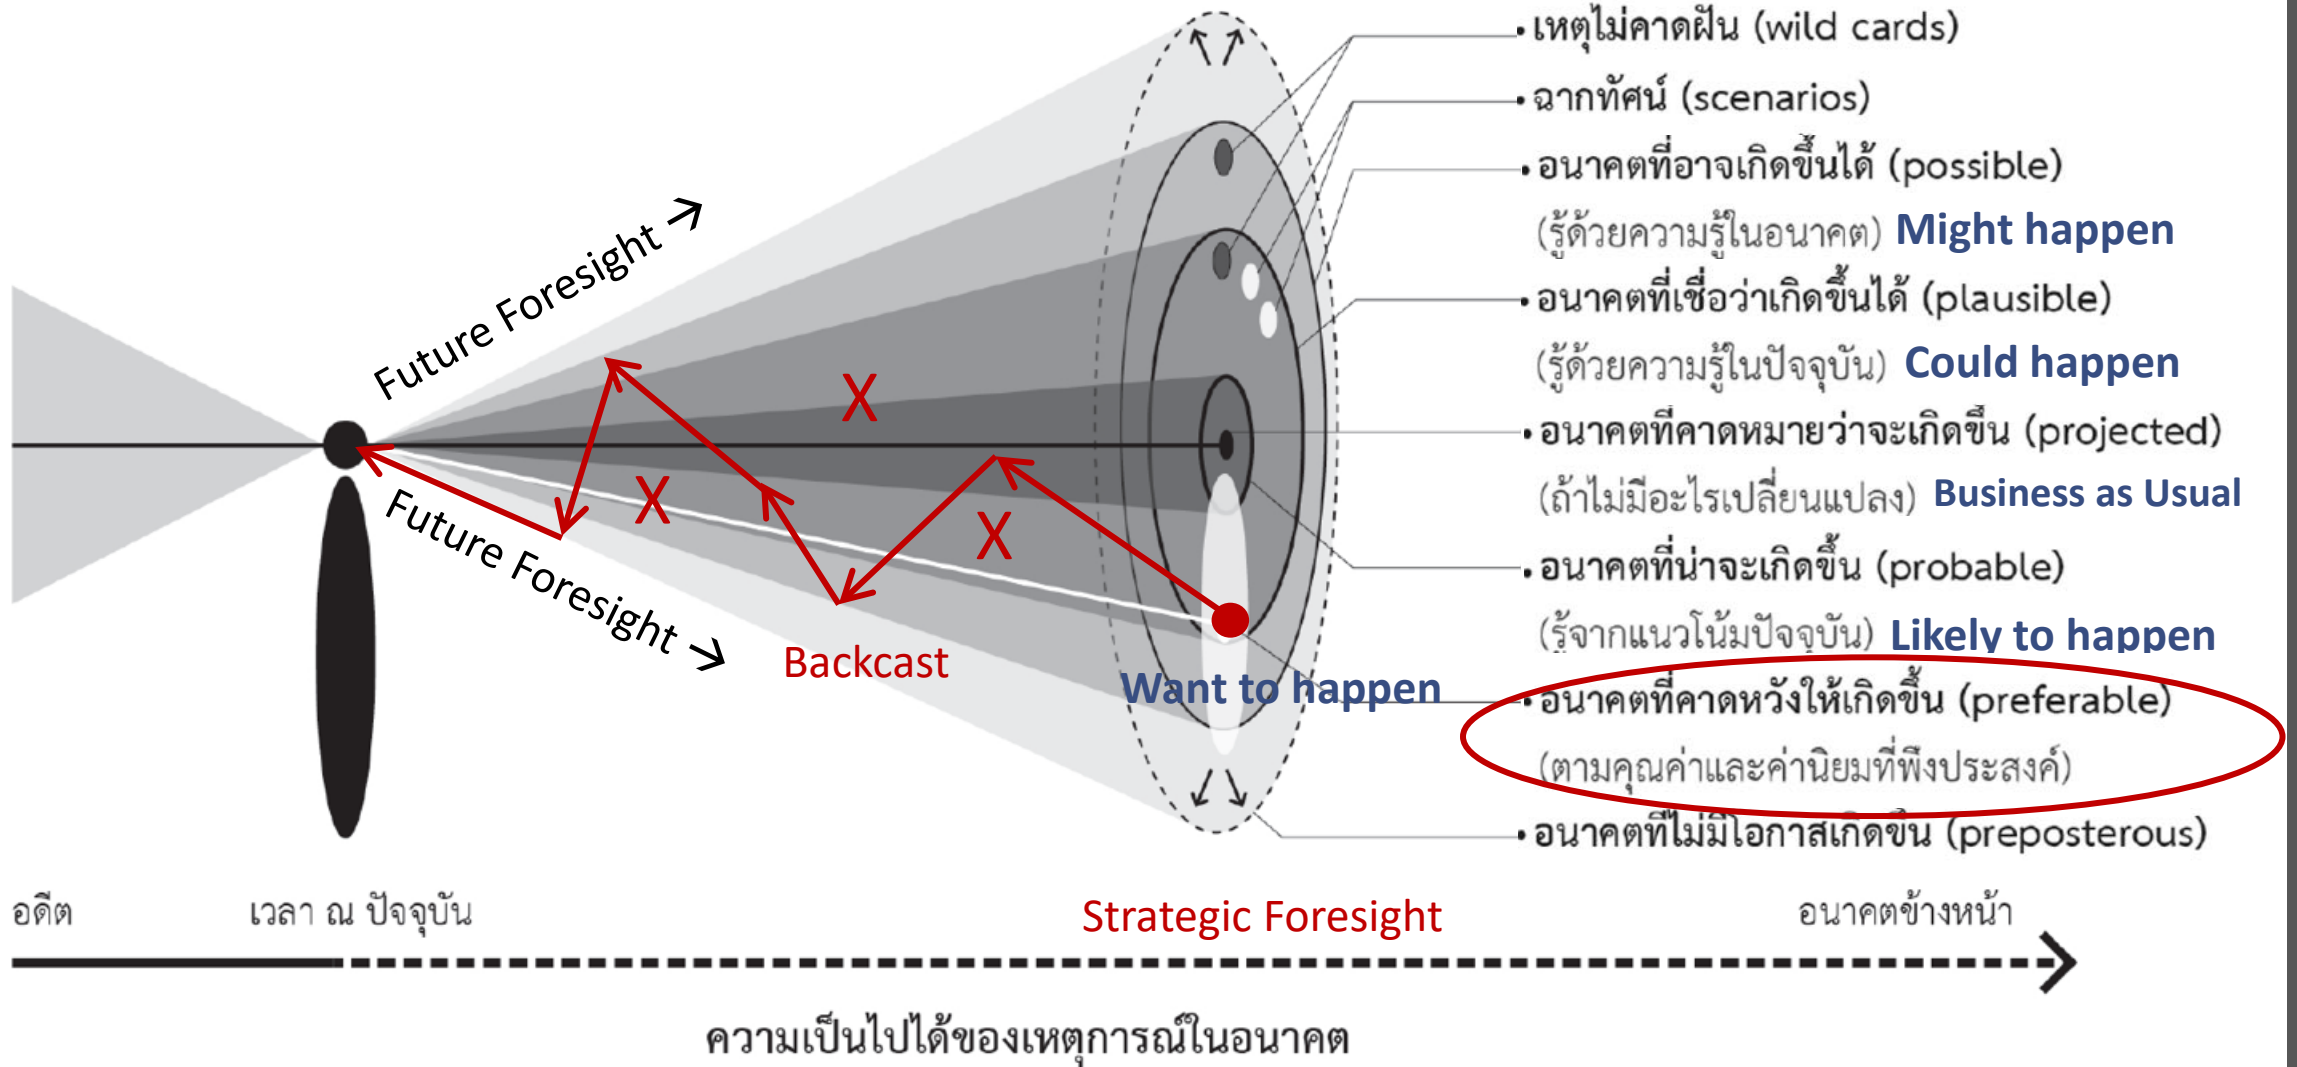 • เหตุไม่คาดฝัน (wild cards)
• ฉากทัศน์ (scenarios)
• อนาคตที่อาจเกิดขึ้นได้ (possible)
(รู้ด้วยความรู้ในอนาคต) Might happen
• อนาคตที่เชื่อว่าเกิดขึ้นได้ (plausible)
(รู้ด้วยความรู้ในปัจจุบัน) Could happen
• อนาคตที่คาดหมายว่าจะเกิดขึ้น (projected)
(ถ้าไม่มีอะไรเปลี่ยนแปลง) Business as Usual
• อนาคตที่น่าจะเกิดขึ้น (probable)
(รู้จากแนวโน้มปัจจุบัน) Likely to happen
• อนาคตที่คาดหวังให้เกิดขึ้น (preferable)
(ตามคุณค่าและค่านิยมที่พึงประสงค์)
• อนาคตที่ไม่มีโอกาสเกิดขึ้น (preposterous)
Future Foresight →
X
X
X
Future Foresight →
Backcast
Want to happen
อดีต
เวลา ณ ปัจจุบัน
Strategic Foresight
อนาคตข้างหน้า
ความเป็นไปได้ของเหตุการณ์ในอนาคต